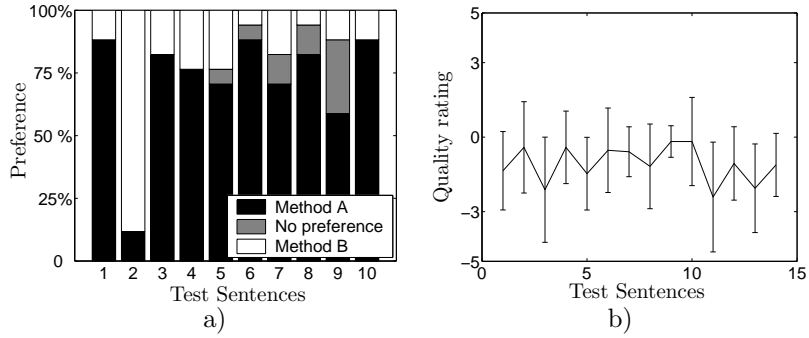 100%
75 %
50 %
25%
0
Preference
Method A
No preference
Method B
1 2 3 4 5 6 7 8 9 10
Test Sentences
a)
5
3
0
−3
−5
Quality rating
0 5 10 15
Test Sentences
b)